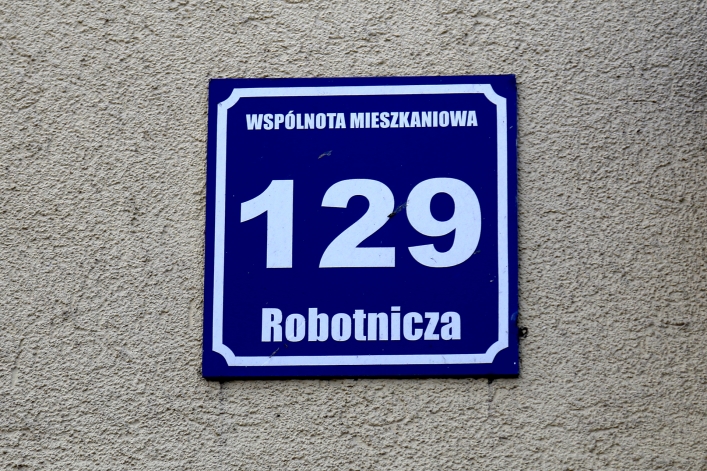 WSPÓLNOTA MIESZKANIOWA
129
Robotnicza